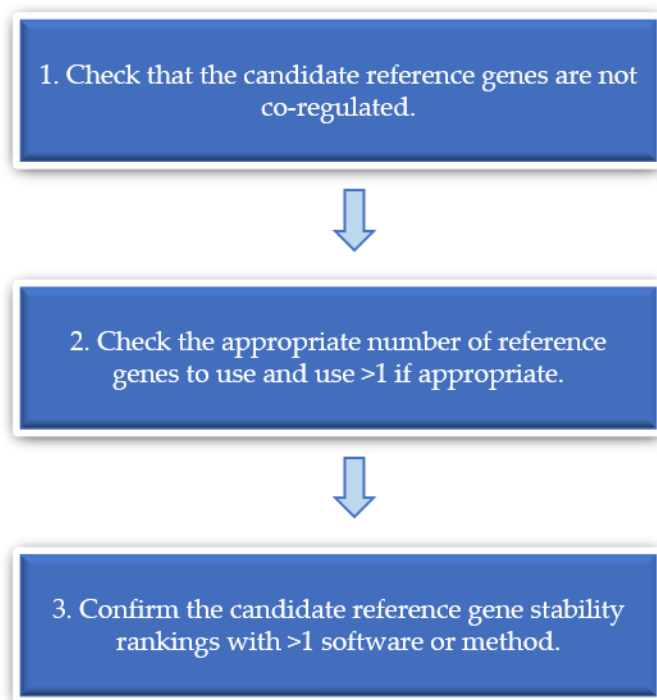 1. Check that the candidate reference genes are not
co-regulated.
2. Check the appropriate number of reference
genes to use and use >1 if appropriate.
3. Confirm the candidate reference gene stability
rankings with >1 software or method.